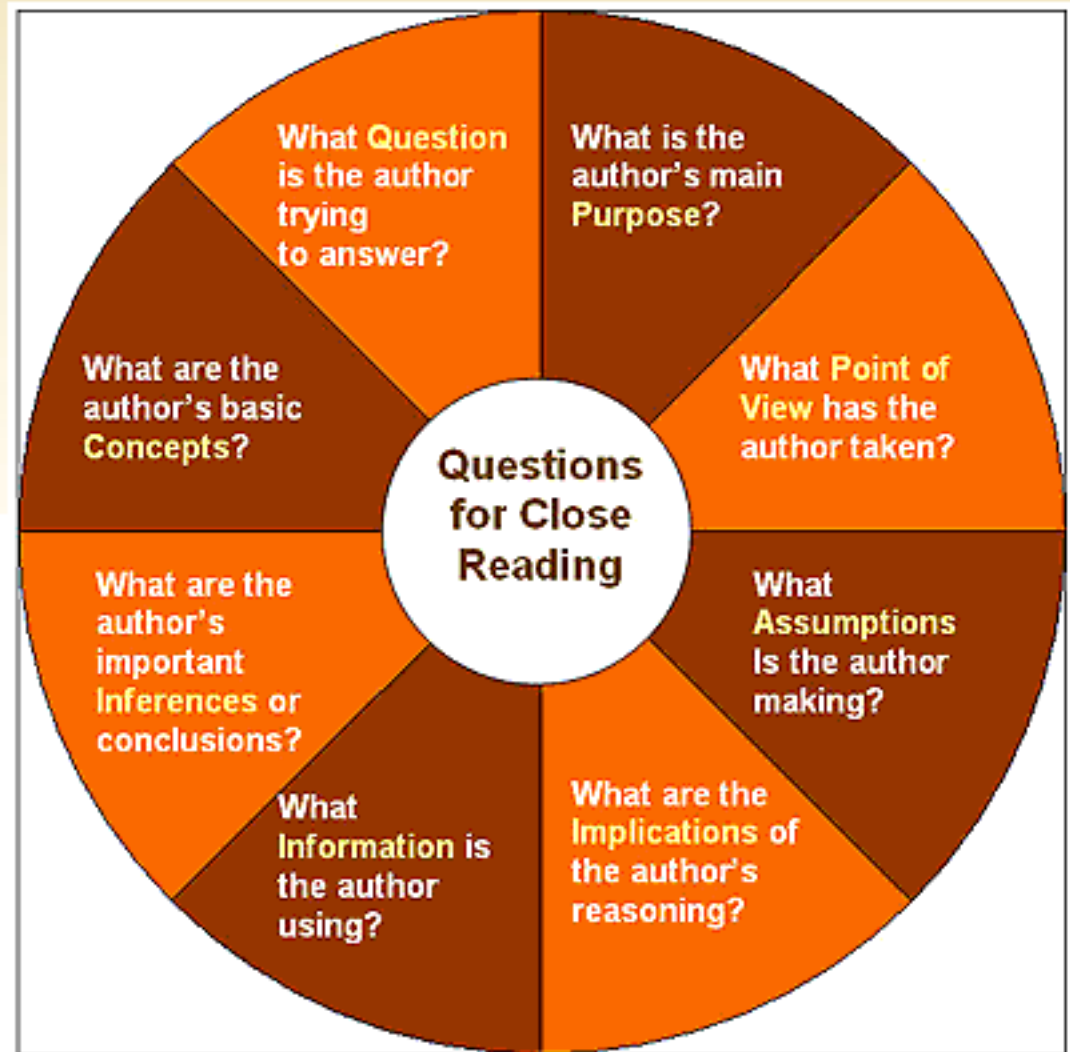 Questions
for Close
Reading
What is the
author's main
Purpose?
What Point of
View has the
author taken?
What
Assumptions
Is the author
making?
What are the
Implications of
the author's
reasoning?
What
Information is
the author
using?
What are the
author's
important
Inferences or
conclusions?
What are the
author's basic
Concepts?
What Question
is the author
trying
to answer?